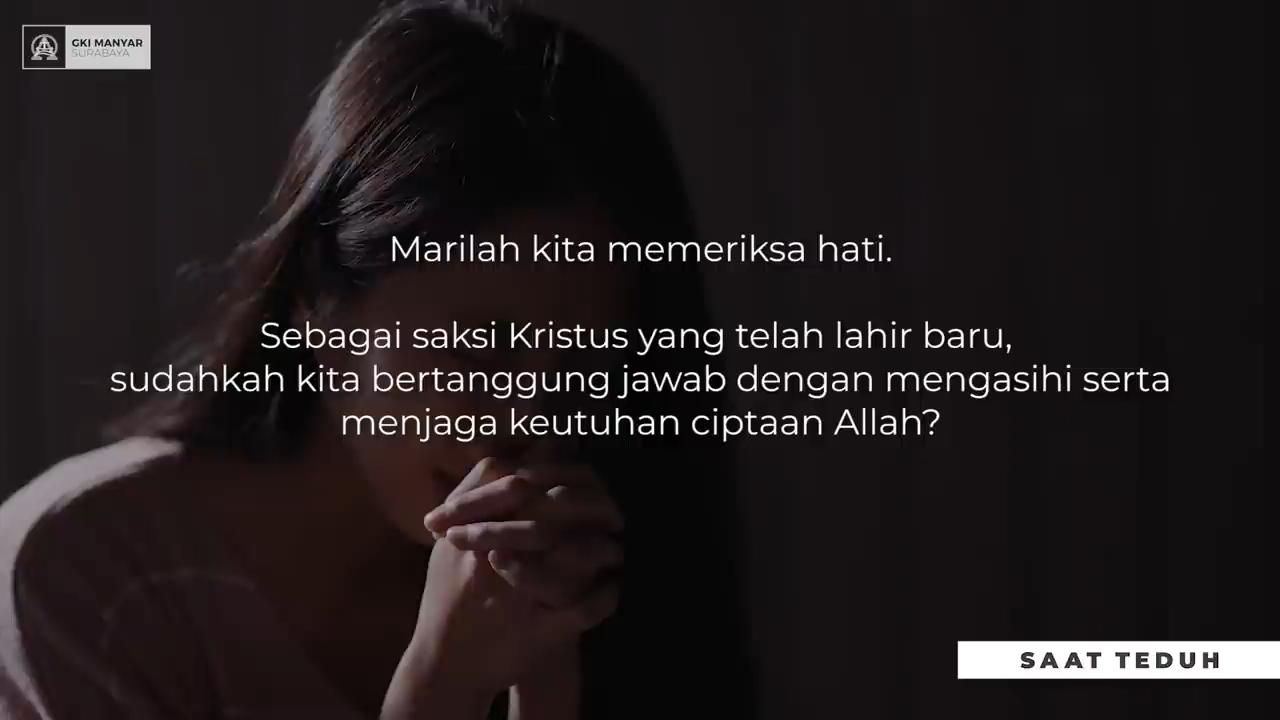 GKI MANYAR
SURABAYA
Marilah kita memeriksa hati.
Sebagai saksi Kristus yang telah lahir baru,
sudahkah kita bertanggung jawab dengan mengasihi serta
menjaga keutuhan ciptaan Allah?
SAAT TEDUH